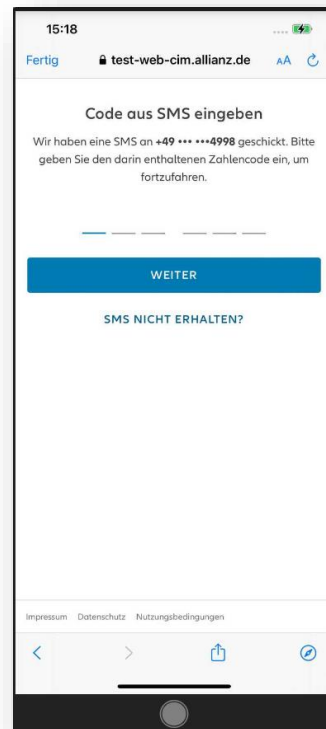 15:18
Fertig test-web-cim.allianz.de AA
Code aus SMS eingeben
Wir haben eine SMS an +49 ••• •••4998 geschickt. Bitte
geben Sie den darin enthaltenen Zahlencode ein, um
fortzufahren.
WEITER
SMS NICHT ERHALTEN?
Impressum Datenschutz Nutzungsbedingungen